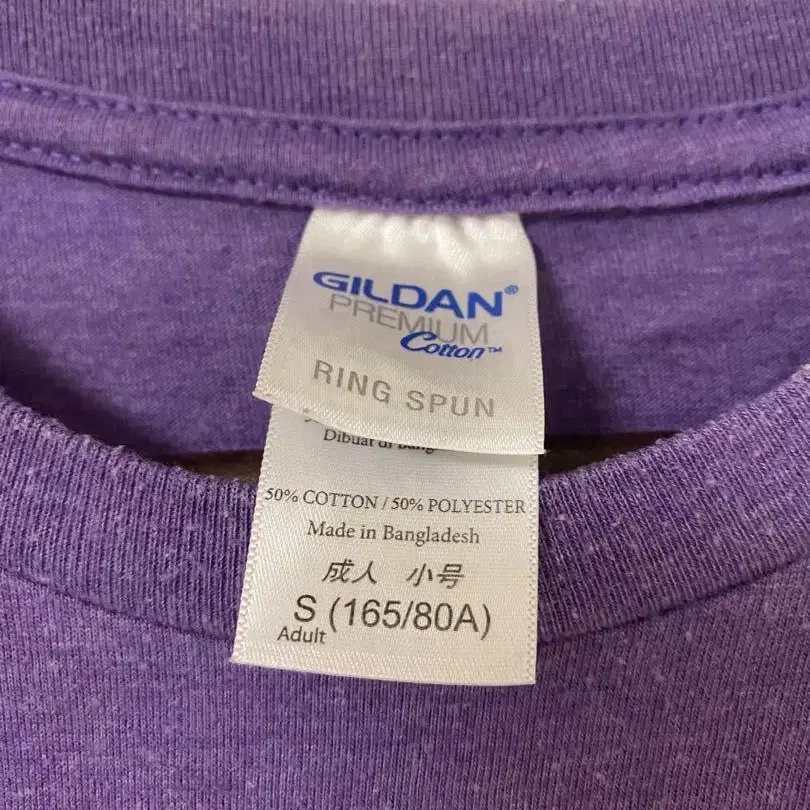 GILDAN®
PREMIUM
Cotton™
RING SPUN
Dibuat di
50% COTTON / 50% POLYESTER
Made in Bangladesh
成人 小号
S (165/80A)
Adult